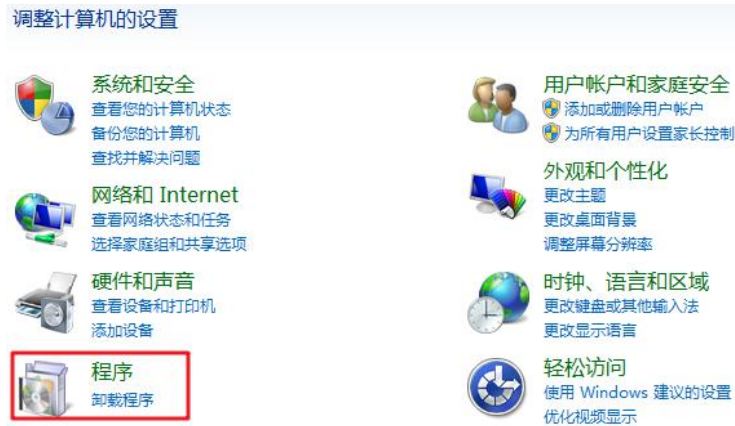 调整计算机的设置
系统和安全
查看您的计算机状态
备份您的计算机
查找并解决问题
网络和 Internet
查看网络状态和任务
选择家庭组和共享选项
硬件和声音
查看设备和打印机
添加设备
程序
卸载程序
用户帐户和家庭安全
添加或删除用户帐户
为所有用户设置家长控制
外观和个性化
更改主题
更改桌面背景
调整屏幕分辨率
时钟、语言和区域
更改键盘或其他输入法
更改显示语言
轻松访问
使用 Windows 建议的设置
优化视频显示